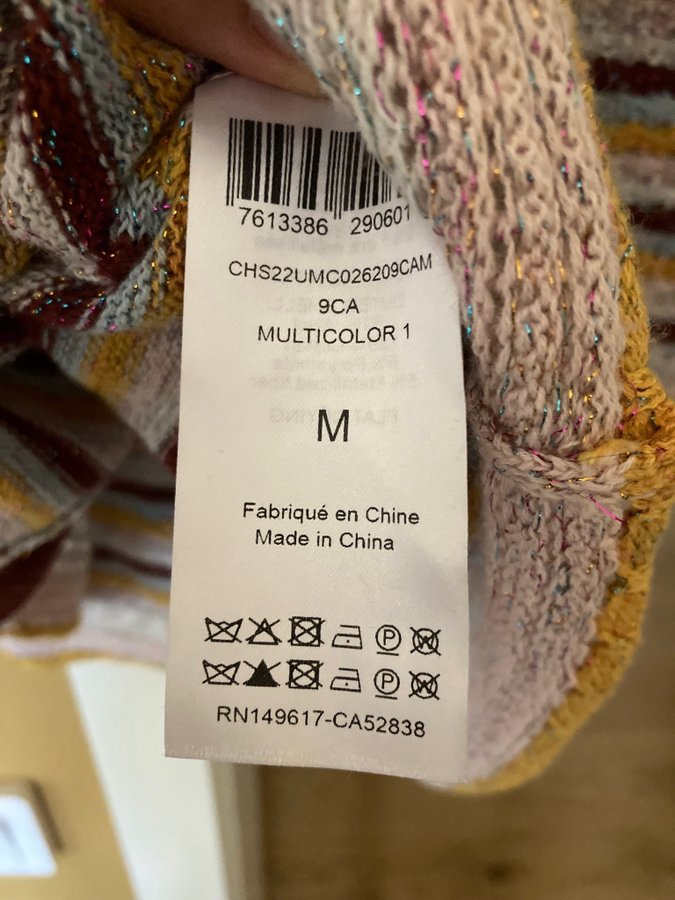 7613386 290601
CHS22UMC026209CAM
9CA
MULTICOLOR 1
M
Fabriqué en Chine
Made in China
P
P
RN149617-CA52838